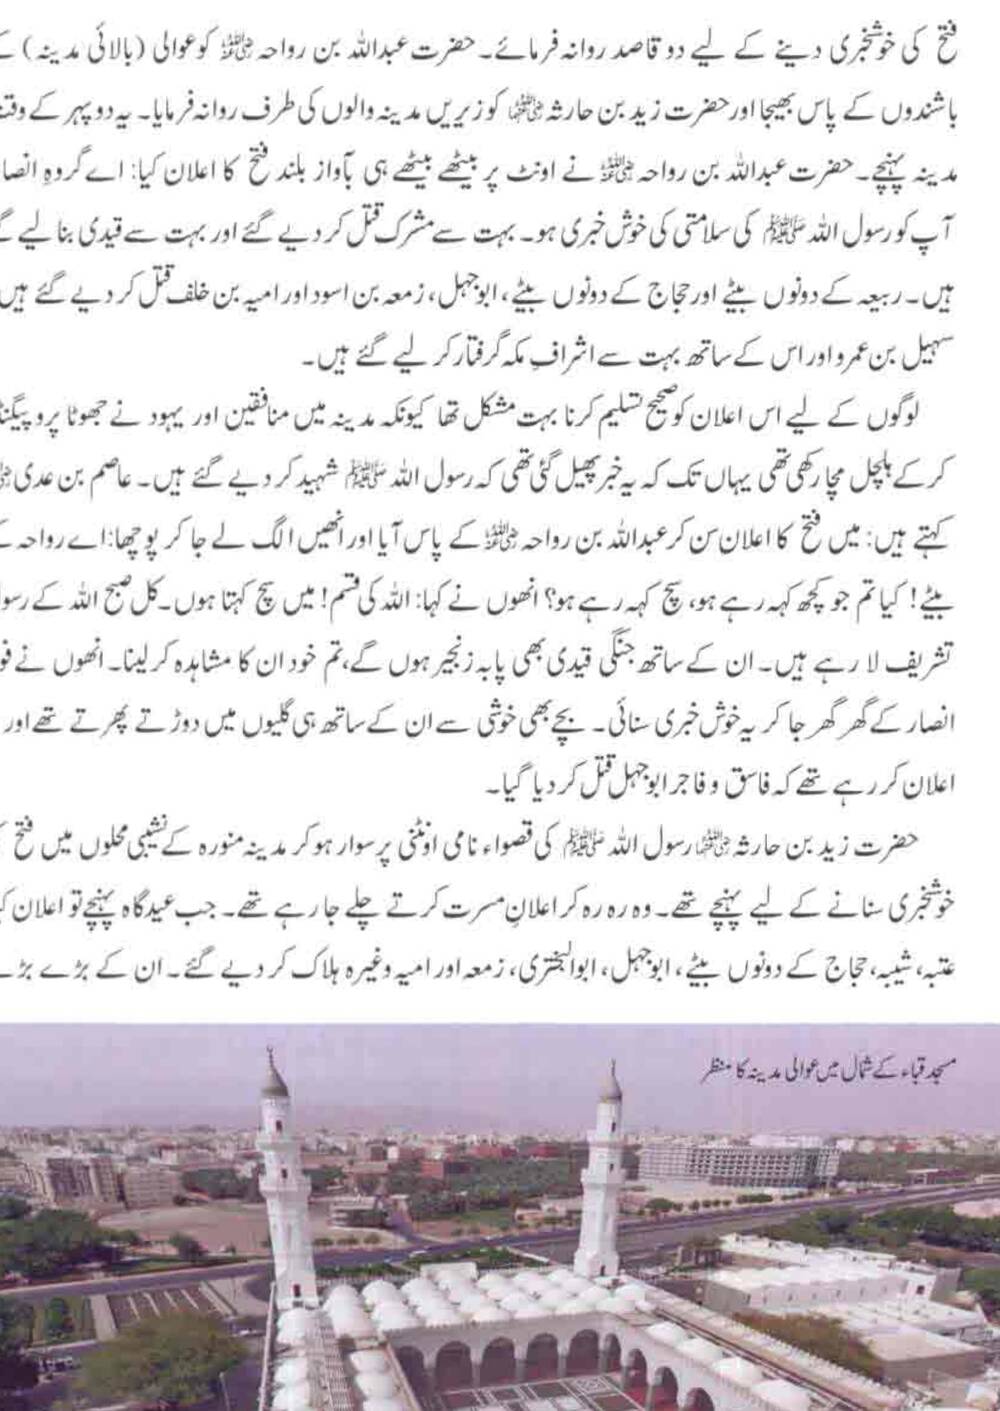 فتح کی خوشخبری دینے کے لیے دو قاصد روانہ فرمائے۔ حضرت عبداللہ بن رواحہ رضی اللہ عنہ کو عوالی (بالائی مدینہ) کے
باشندوں کے پاس بھیجا اور حضرت زید بن حارثہ رضی اللہ عنہما کو زیریں مدینہ والوں کی طرف روانہ فرمایا۔ یہ دوپہر کے
مدینہ پہنچے۔ حضرت عبداللہ بن رواحہ رضی اللہ عنہ نے اونٹ پر بیٹھے بیٹھے ہی بآواز بلند فتح کا اعلان کیا: اے گروہِ
آپ کو رسول اللہ ﷺ کی سلامتی کی خوش خبری ہو۔ بہت سے مشرک قتل کر دیے گئے اور بہت سے قیدی بنا لیے
ہیں۔ ربیعہ کے دونوں بیٹے اور حجاج کے دونوں بیٹے، ابوجہل، زمعہ بن اسود اور امیہ بن خلف قتل کر دیے گئے ہیں
سہیل بن عمرو اور اس کے ساتھ بہت سے اشرافِ مکہ گرفتار کر لیے گئے ہیں۔
لوگوں کے لیے اس اعلان کو صحیح تسلیم کرنا بہت مشکل تھا کیونکہ مدینہ میں منافقین اور یہود نے جھوٹا
کر کے ہلچل مچا رکھی تھی یہاں تک کہ یہ خبر پھیل گئی تھی کہ رسول اللہ ﷺ شہید کر دیے گئے ہیں۔ عاصم بن عدی
کہتے ہیں: میں فتح کا اعلان سن کر عبداللہ بن رواحہ رضی اللہ عنہ کے پاس آیا اور انھیں الگ لے جا کر پوچھا: اے رواحہ کے
بیٹے! کیا تم جو کچھ کہہ رہے ہو، سچ کہہ رہے ہو؟ انھوں نے کہا: اللہ کی قسم! میں سچ کہتا ہوں۔ کل صبح اللہ کے
تشریف لا رہے ہیں۔ ان کے ساتھ جنگی قیدی بھی پابہ زنجیر ہوں گے، تم خود ان کا مشاہدہ کر لینا۔ انھوں نے
انصار کے گھر گھر جا کر یہ خوش خبری سنائی۔ بچے بھی خوشی سے ان کے ساتھ ہی گلیوں میں دوڑتے پھرتے تھے اور
اعلان کر رہے تھے کہ فاسق و فاجر ابوجہل قتل کر دیا گیا۔
حضرت زید بن حارثہ رضی اللہ عنہما رسول اللہ ﷺ کی قصواء نامی اونٹنی پر سوار ہو کر مدینہ منورہ کے نشیبی محلوں میں فتح
خوشخبری سنانے کے لیے پہنچے تھے۔ وہ رہ رہ کر اعلانِ مسرت کرتے چلے جا رہے تھے۔ جب عیدگاہ پہنچے تو اعلان
عتبہ، شیبہ، حجاج کے دونوں بیٹے، ابوجہل، ابوالبختری، زمعہ اور امیہ وغیرہ ہلاک کر دیے گئے۔ ان کے بڑے بڑے
مسجد قباء کے شمال میں عوالی مدینہ کا منظر